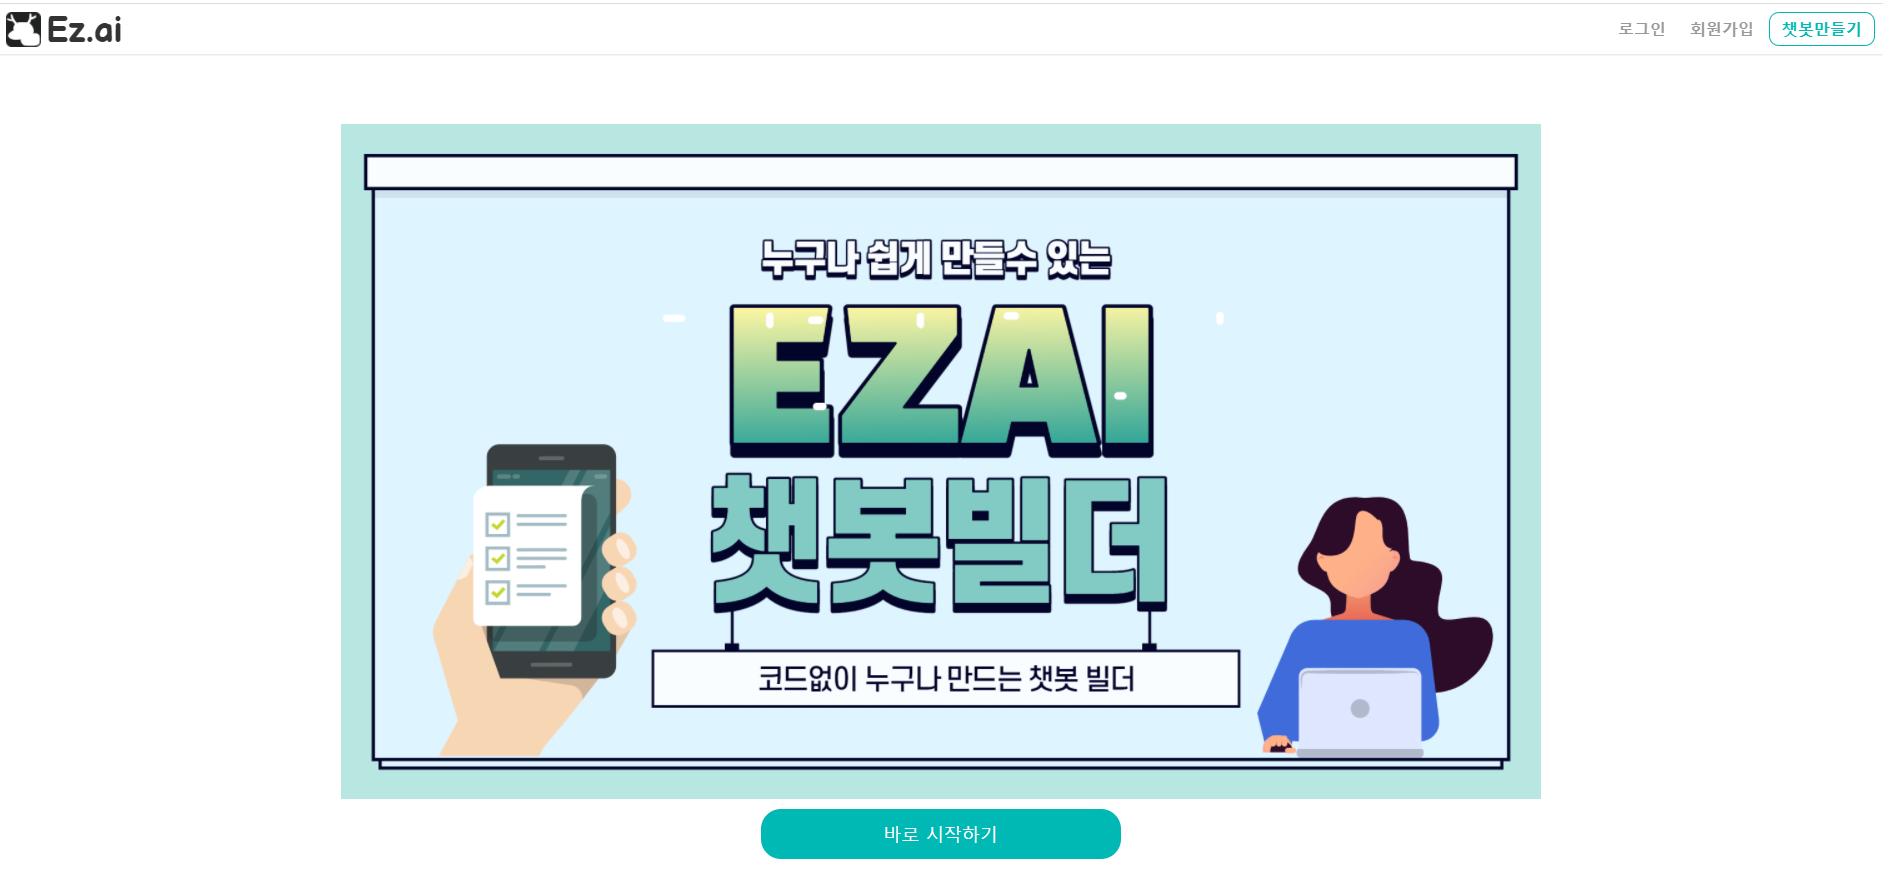 Ez.ai
로그인 회원가입 챗봇만들기
누구나 쉽게 만들수 있는
EZAI
챗봇빌더
코드없이 누구나 만드는 챗봇 빌더
바로 시작하기